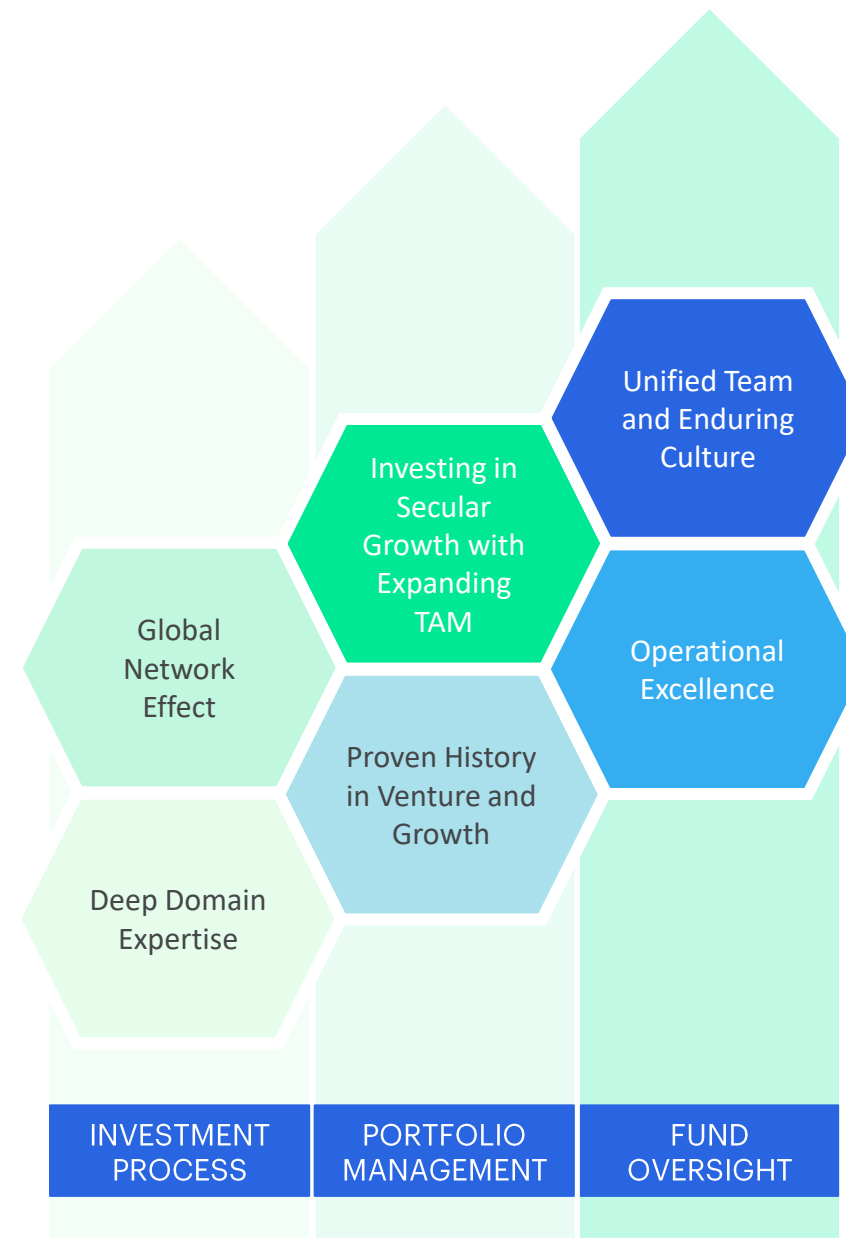 Unified Team
and Enduring
Culture
Investing in
Secular
Growth with
Expanding
TAM
Global
Network
Effect
Operational
Excellence
Proven History
in Venture and
Growth
Deep Domain
Expertise
INVESTMENT
PROCESS
PORTFOLIO
MANAGEMENT
FUND
OVERSIGHT